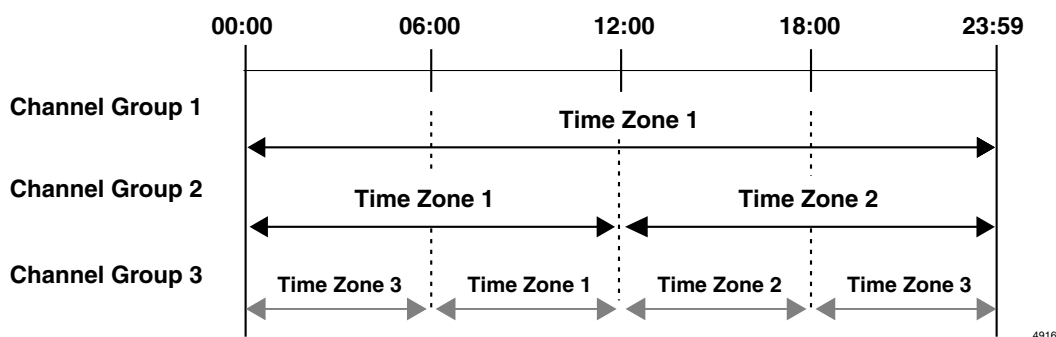 00:00 06:00 12:00 18:00 23:59
Channel Group 1
Time Zone 1
Channel Group 2
Time Zone 1 Time Zone 2
Channel Group 3
Time Zone 3 Time Zone 1 Time Zone 2 Time Zone 3
4916